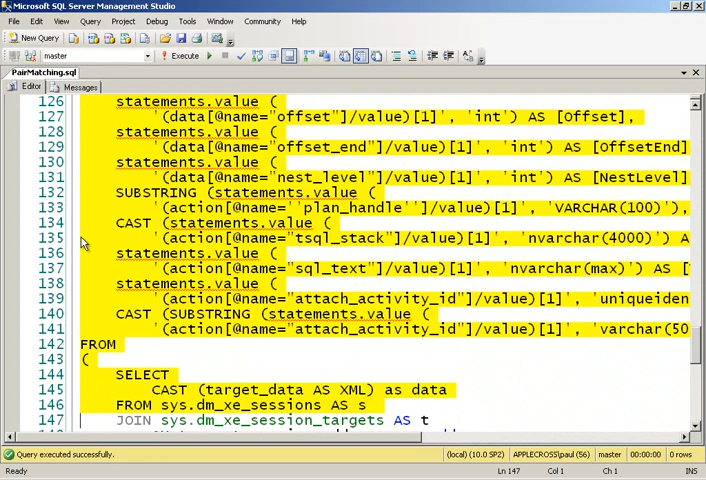 Microsoft SQL Server Management Studio
File Edit View Query Project Debug Tools Window Community Help
New Query
master Execute
PairMatching.sql
Editor Messages
126 statements.value (
127 '(data[@name="offset"]/value)[1]', 'int') AS [Offset],
128 statements.value (
129 '(data[@name="offset_end"]/value)[1]', 'int') AS [OffsetEnd]
130 statements.value (
131 '(data[@name="nest_level"]/value)[1]', 'int') AS [NestLevel]
132 SUBSTRING (statements.value (
133 '(action[@name=''plan_handle'']/value)[1]', 'VARCHAR(100)'),
134 CAST (statements.value (
135 '(action[@name="tsql_stack"]/value)[1]', 'nvarchar(4000)') A
136 statements.value (
137 '(action[@name="sql_text"]/value)[1]', 'nvarchar(max)') AS [
138 statements.value (
139 '(action[@name="attach_activity_id"]/value)[1]', 'uniqueiden
140 CAST (SUBSTRING (statements.value (
141 '(action[@name="attach_activity_id"]/value)[1]', 'varchar(50
142 FROM
143 (
144 SELECT
145 CAST (target_data AS XML) as data
146 FROM sys.dm_xe_sessions AS s
147 JOIN sys.dm_xe_session_targets AS t
Query executed successfully. (local) (10.0 SP2) APPLECROSS\paul (56) master 00:00:00 0 rows
Ready Ln 147 Col 1 Ch 1 INS